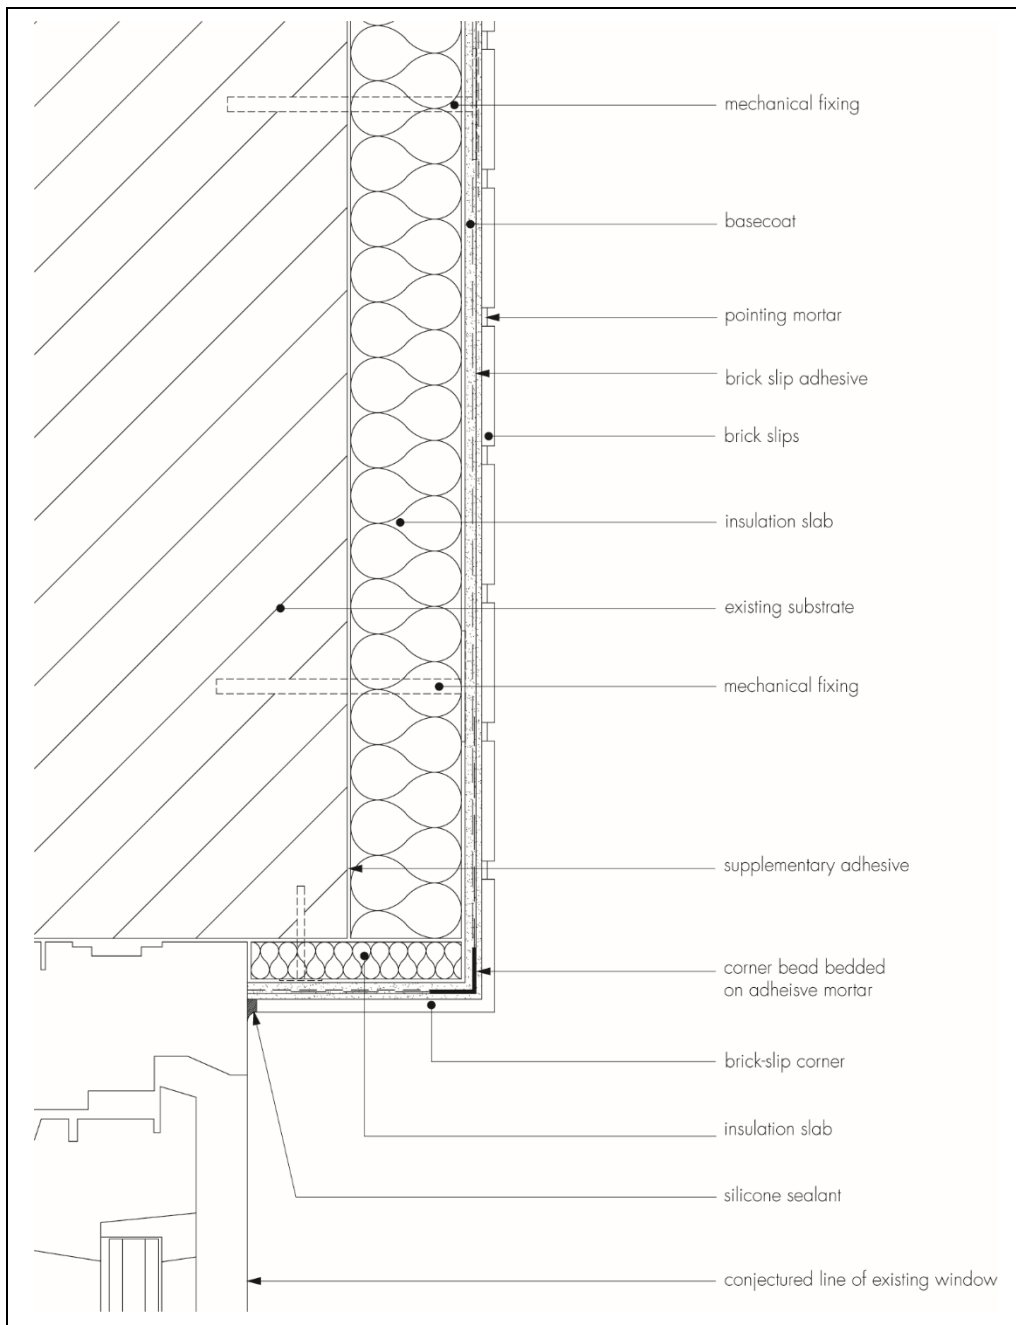 mechanical fixing
basecoat
pointing mortar
brick slip adhesive
brick slips
insulation slab
existing substrate
mechanical fixing
supplementary adhesive
corner bead bedded
on adheisve mortar
brick-slip corner
insulation slab
silicone sealant
conjectured line of existing window